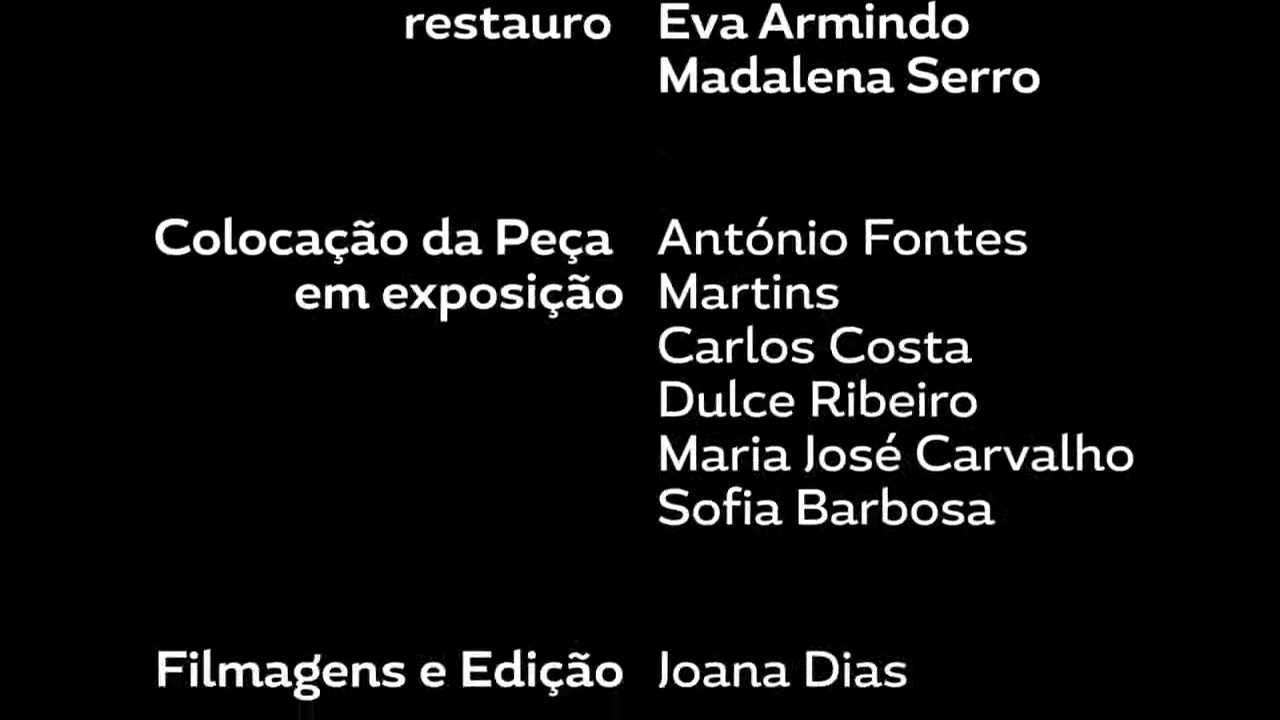 restauro Eva Armindo
Madalena Serro
Colocação da Peça António Fontes
em exposição Martins
Carlos Costa
Dulce Ribeiro
Maria José Carvalho
Sofia Barbosa
Filmagens e Edição Joana Dias